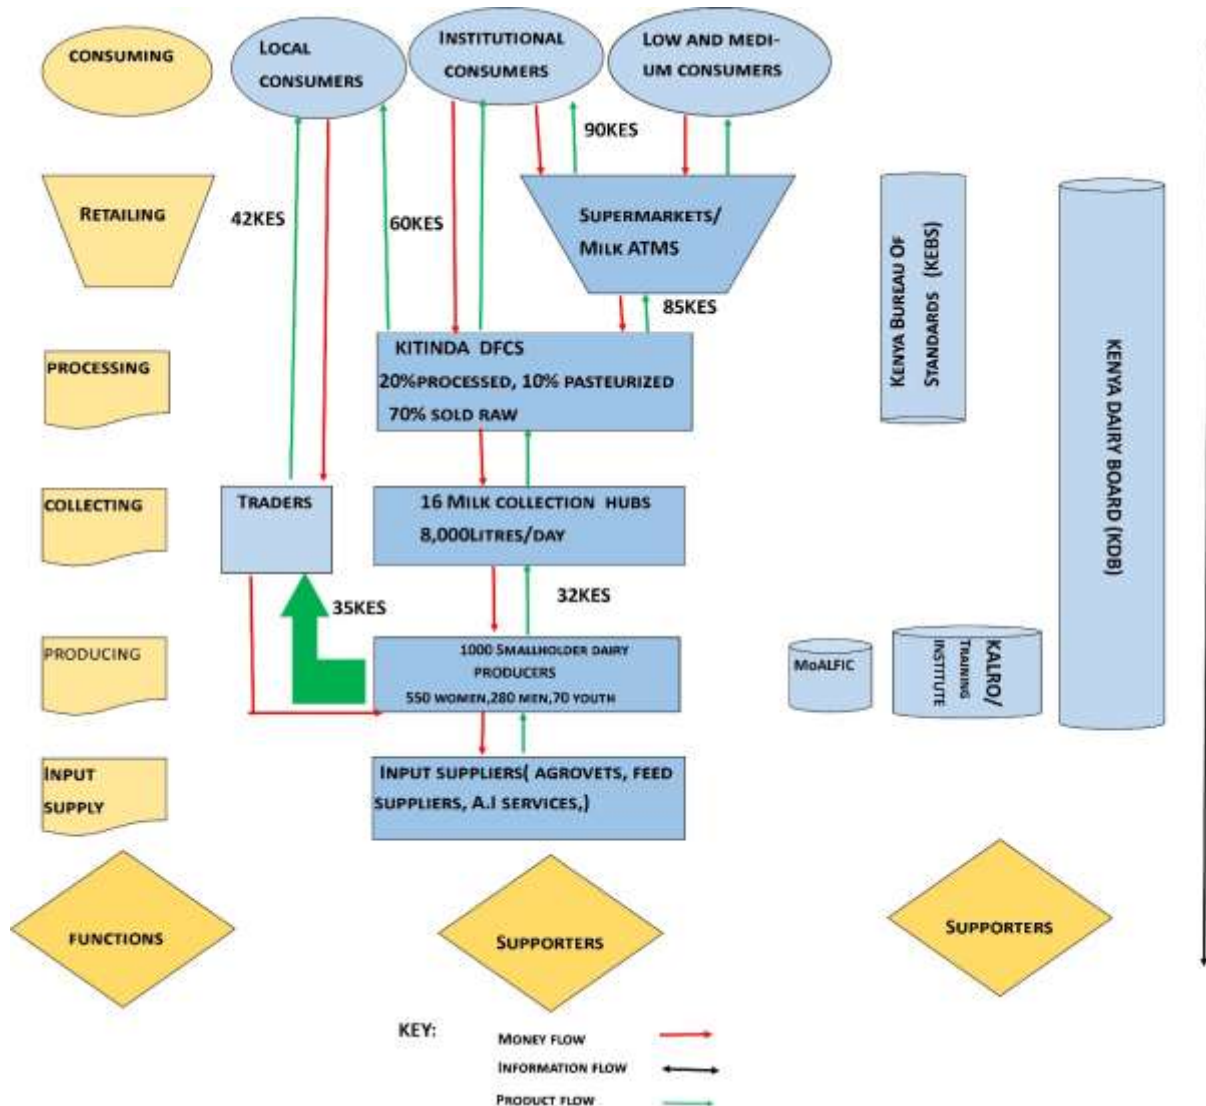 CONSUMING
LOCAL
CONSUMERS
INSTITUTIONAL
CONSUMERS
LOW AND MEDI-
UM CONSUMERS
90KES
RETAILING
42KES
60KES
SUPERMARKETS/
MILK ATMS
85KES
KENYA BUREAU OF
STANDARDS (KEBS)
KENYA DAIRY BOARD (KDB)
PROCESSING
KITINDA DFCS
20%PROCESSED, 10% PASTEURIZED
70% SOLD RAW
COLLECTING
TRADERS
16 MILK COLLECTION HUBS
8,000LITRES/DAY
35KES
32KES
PRODUCING
1000 SMALLHOLDER DAIRY
PRODUCERS
550 WOMEN,280 MEN,70 YOUTH
MoALFIC
KALRO/
TRAINING
INSTITUTE
INPUT
SUPPLY
INPUT SUPPLIERS( AGROVETS, FEED
SUPPLIERS, A.I SERVICES,)
FUNCTIONS
SUPPORTERS
SUPPORTERS
KEY:
MONEY FLOW
INFORMATION FLOW
PRODUCT FLOW